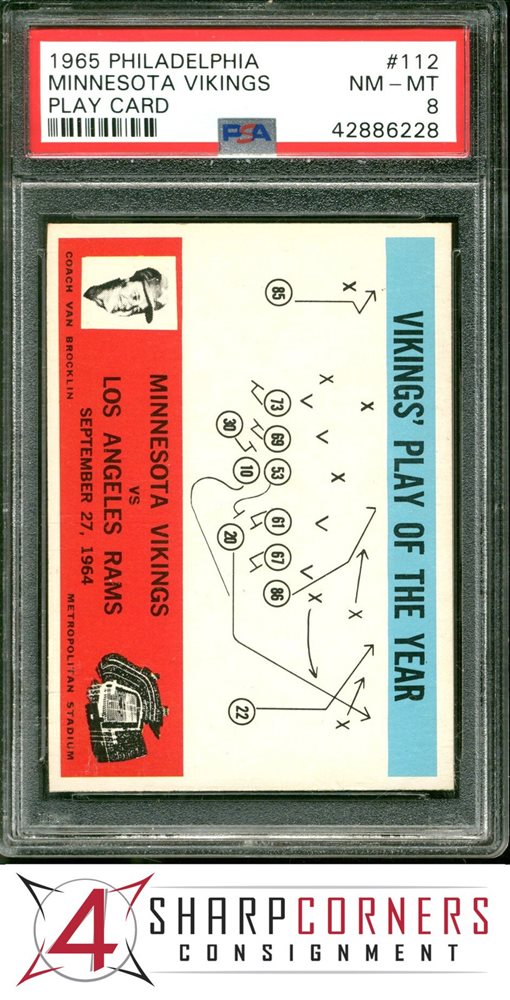 1965 PHILADELPHIA #112
MINNESOTA VIKINGS NM – MT
PLAY CARD 8
PSA 42886228
VIKINGS' PLAY OF THE YEAR
85
73
30
69
10
53
61
20
67
86
22
X
X
X
X
X
X
X
COACH VAN BROCKLIN
MINNESOTA VIKINGS
VS
LOS ANGELES RAMS
SEPTEMBER 27, 1964
METROPOLITAN STADIUM
4 SHARPCORNERS
CONSIGNMENT